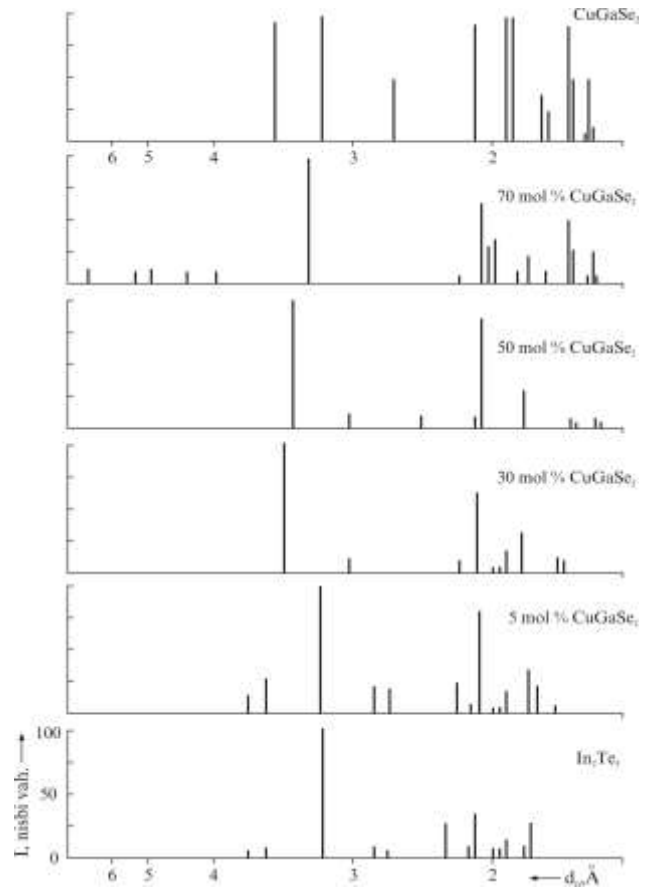 CuGaSe₂
6 5 4 3 2
70 mol % CuGaSe₂
50 mol % CuGaSe₂
30 mol % CuGaSe₂
5 mol % CuGaSe₂
In₂Te₃
I, nisbi vah. →
100
50
0
6 5 4 3 2
← Å